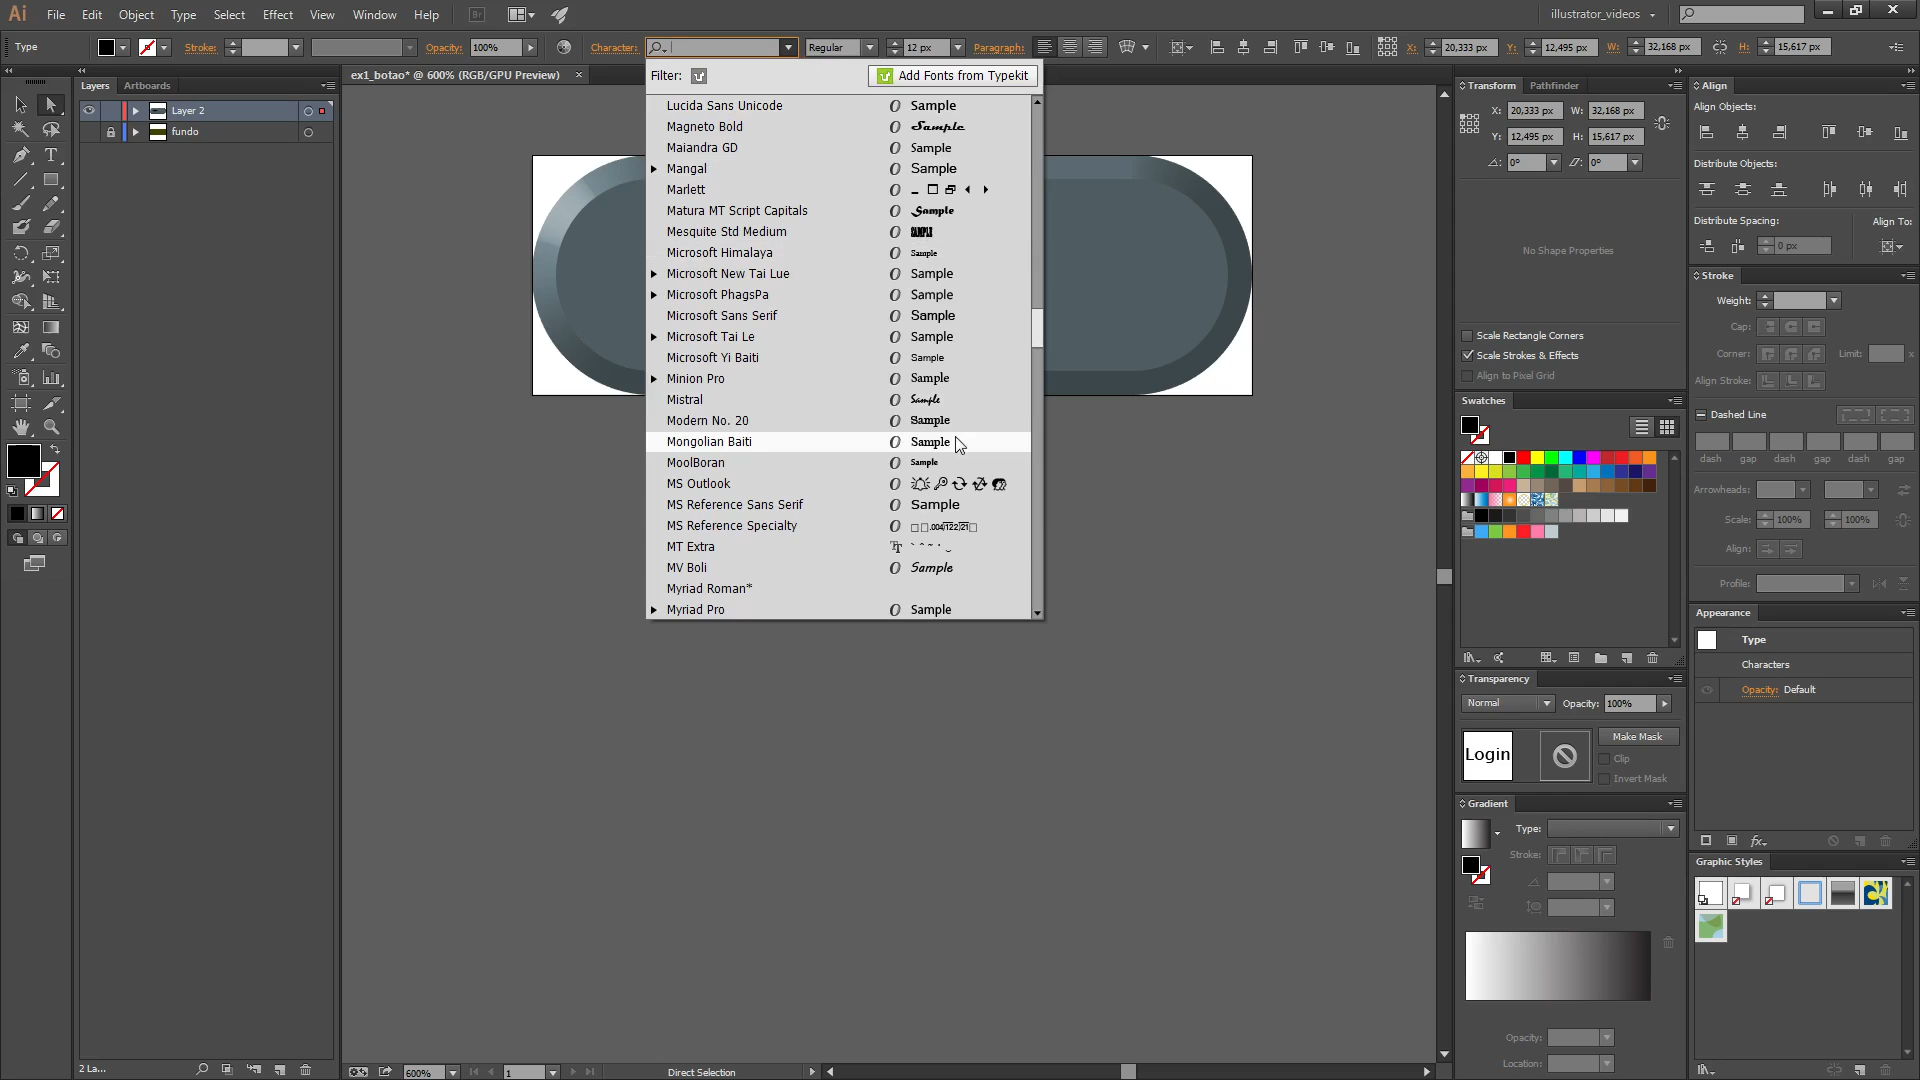 Ai File Edit Object Type Select Effect View Window Help Br illustrator_videos
Type Stroke: Opacity: 100% Character: Regular 12 px Paragraph: X: 20,333 px Y: 12,495 px W: 32,168 px H: 15,617 px
ex1_botao* @ 600% (RGB/GPU Preview)
Layers Artboards
Layer 2
fundo
Filter: Add Fonts from Typekit
Lucida Sans Unicode Sample
Magneto Bold Sample
Maiandra GD Sample
Mangal Sample
Marlett
Matura MT Script Capitals Sample
Mesquite Std Medium SAMPLE
Microsoft Himalaya Sample
Microsoft New Tai Lue Sample
Microsoft PhagsPa Sample
Microsoft Sans Serif Sample
Microsoft Tai Le Sample
Microsoft Yi Baiti Sample
Minion Pro Sample
Mistral Sample
Modern No. 20 Sample
Mongolian Baiti Sample
MoolBoran Sample
MS Outlook
MS Reference Sans Serif Sample
MS Reference Specialty
MT Extra
MV Boli Sample
Myriad Roman*
Myriad Pro Sample
Transform Pathfinder
X: 20,333 px W: 32,168 px
Y: 12,495 px H: 15,617 px
0° 0°
No Shape Properties
Scale Rectangle Corners
Scale Strokes & Effects
Align to Pixel Grid
Swatches
Transparency
Normal Opacity: 100%
Login
Make Mask
Clip
Invert Mask
Gradient
Type:
Stroke:
Opacity:
Location:
Align
Align Objects:
Distribute Objects:
Distribute Spacing: Align To:
0 px
Stroke
Weight:
Cap:
Corner: Limit: x
Align Stroke:
Dashed Line
dash gap dash gap dash gap
Arrowheads:
Scale: 100% 100%
Align:
Profile:
Appearance
Type
Characters
Opacity: Default
fx
Graphic Styles
2 La...
600% 1 Direct Selection